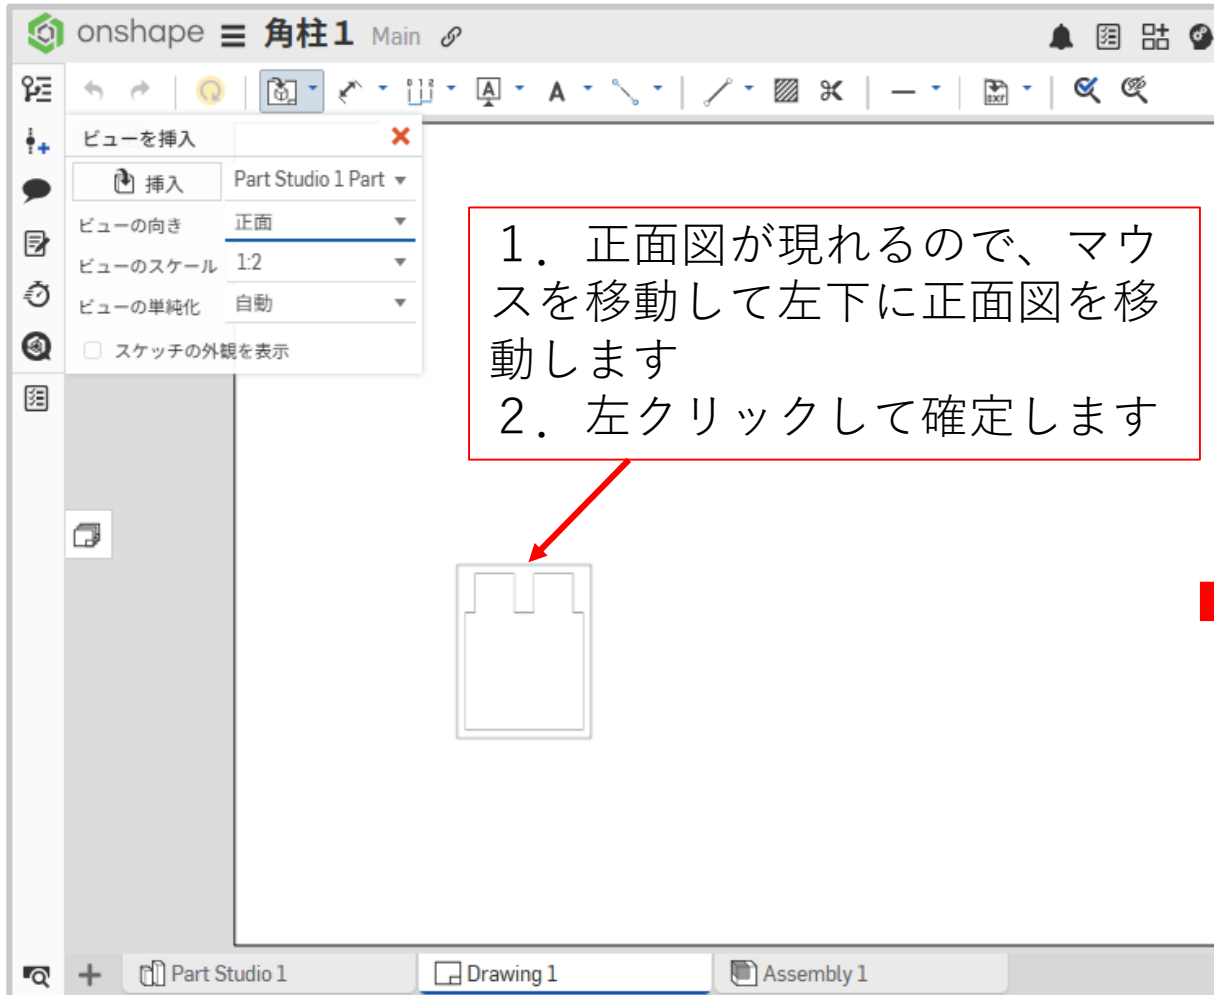 onshape 角柱１ Main
ビューを挿入
挿入 Part Studio 1 Part
ビューの向き 正面
ビューのスケール 1:2
ビューの単純化 自動
スケッチの外観を表示
１．正面図が現れるので、マウ
スを移動して左下に正面図を移
動します
２．左クリックして確定します
Part Studio 1 Drawing 1 Assembly 1